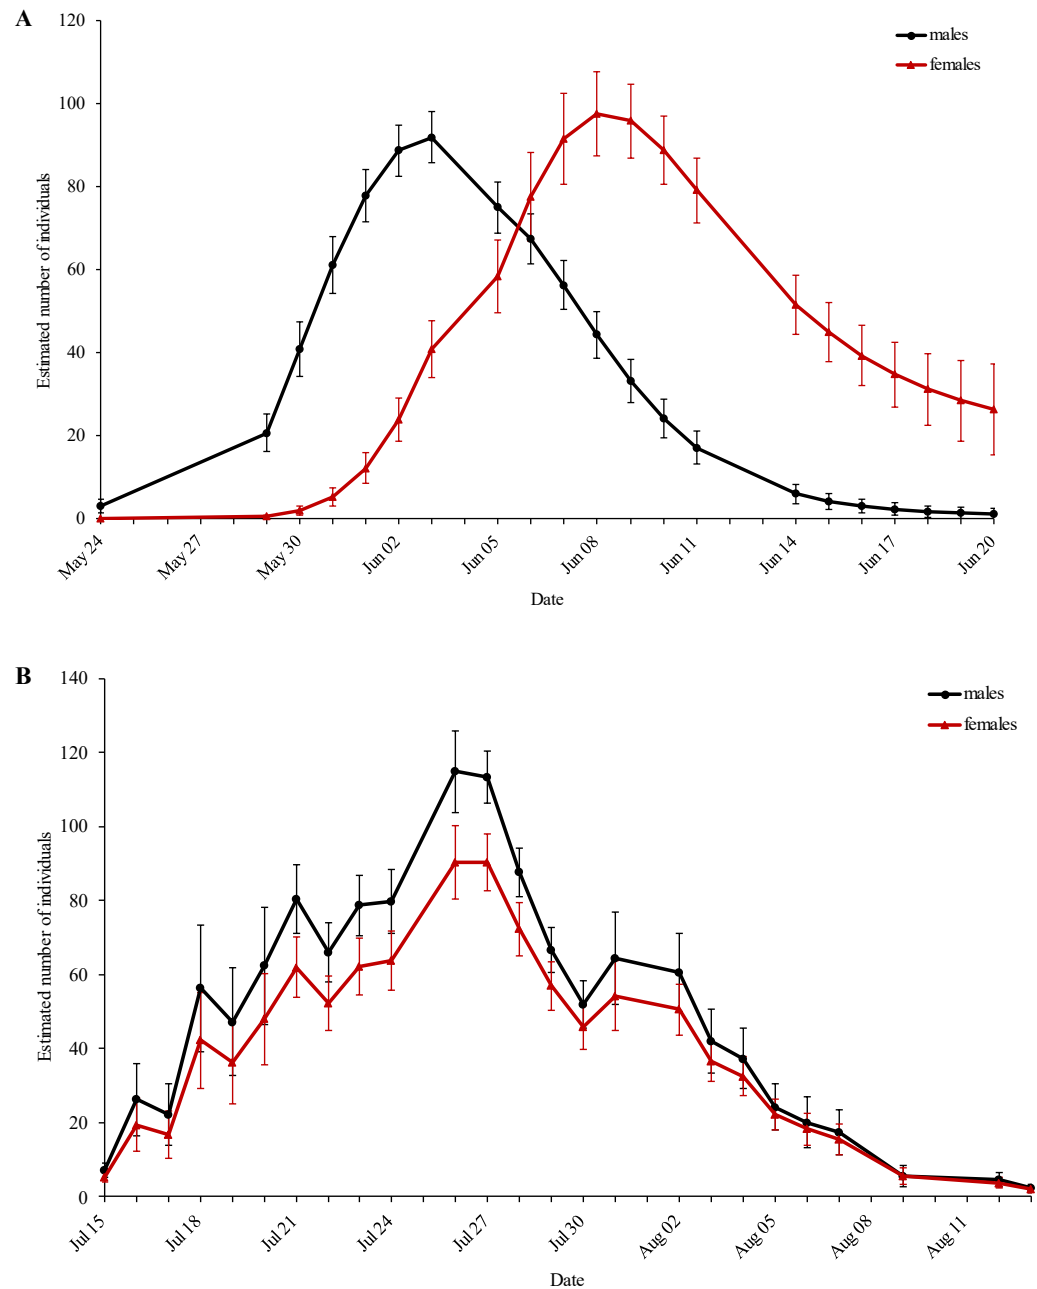 A
120
100
80
60
40
20
0
Estimated number of individuals
males
females
May 24
May 27
May 30
Jun 02
Jun 05
Jun 08
Jun 11
Jun 14
Jun 17
Jun 20
Date
B
140
120
100
80
60
40
20
0
Estimated number of individuals
males
females
Jul 15
Jul 18
Jul 21
Jul 24
Jul 27
Jul 30
Aug 02
Aug 05
Aug 08
Aug 11
Date